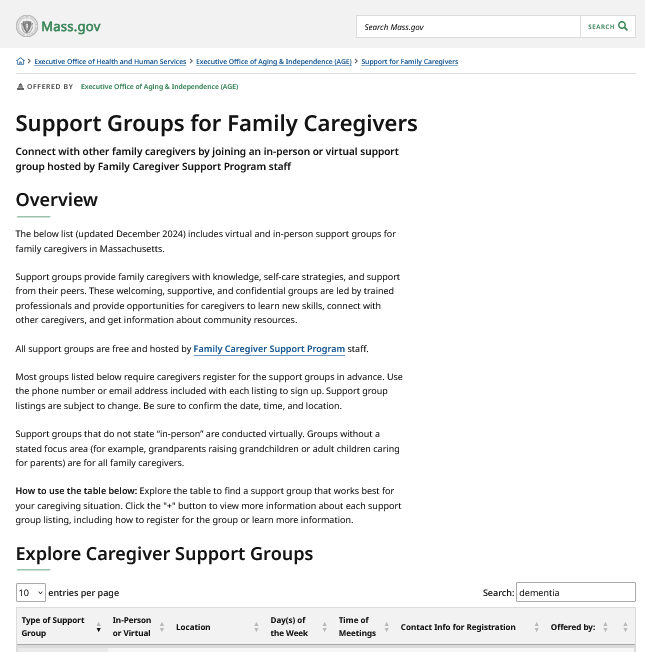 Mass.gov
Search Mass.gov
SEARCH
Executive Office of Health and Human Services > Executive Office of Aging & Independence (AGE) > Support for Family Caregivers
OFFERED BY Executive Office of Aging & Independence (AGE)
Support Groups for Family Caregivers
Connect with other caregivers by joining an in-person or virtual support
group hosted by Family Caregiver Support Program staff
Overview
The below list (updated December 2024) includes virtual and in-person support groups for
family caregivers in Massachusetts.
Support groups provide family caregivers with knowledge, self-care strategies, and support
from their peers. These welcoming, supportive, and confidential groups are led by trained
professionals and provide opportunities for caregivers to learn new skills, connect with
other caregivers, and get information about community resources.
All support groups are free and hosted by Family Caregiver Support Program staff.
Most groups listed below require caregivers register for the support groups in advance. Use
the phone number or email address included with each listing to sign up. Support group
listings are subject to change. Be sure to confirm the date, time, and location.
Support groups that do not state “in-person” are conducted virtually. Groups without a
stated focus area (for example, grandparents raising grandchildren or adult children caring
for parents) are for all family caregivers.
How to use the table below: Explore the table to find a support group that works best for
your caregiving situation. Click the "+" button to view more information about each support
group listing, including how to register for the group or learn more information.
Explore Caregiver Support Groups
10 entries per page
Search: dementia
Type of Support Group
In-Person or Virtual
Location
Day(s) of the Week
Time of Meetings
Contact Info for Registration
Offered by: